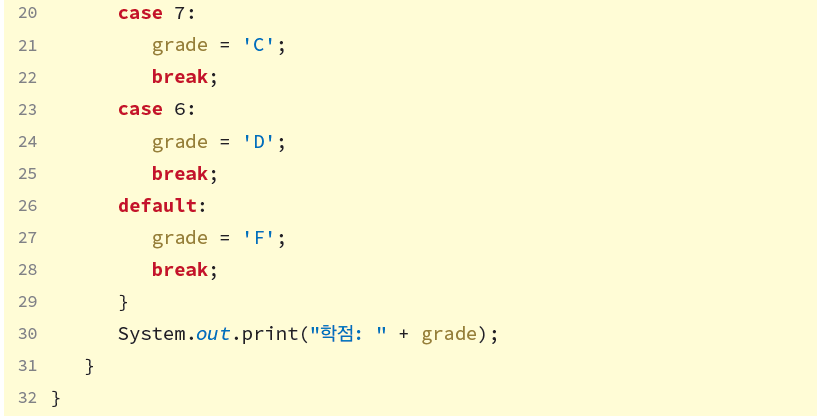 20 case 7:
21 grade = 'C';
22 break;
23 case 6:
24 grade = 'D';
25 break;
26 default:
27 grade = 'F';
28 break;
29 }
30 System.out.print("학점: " + grade);
31 }
32 }